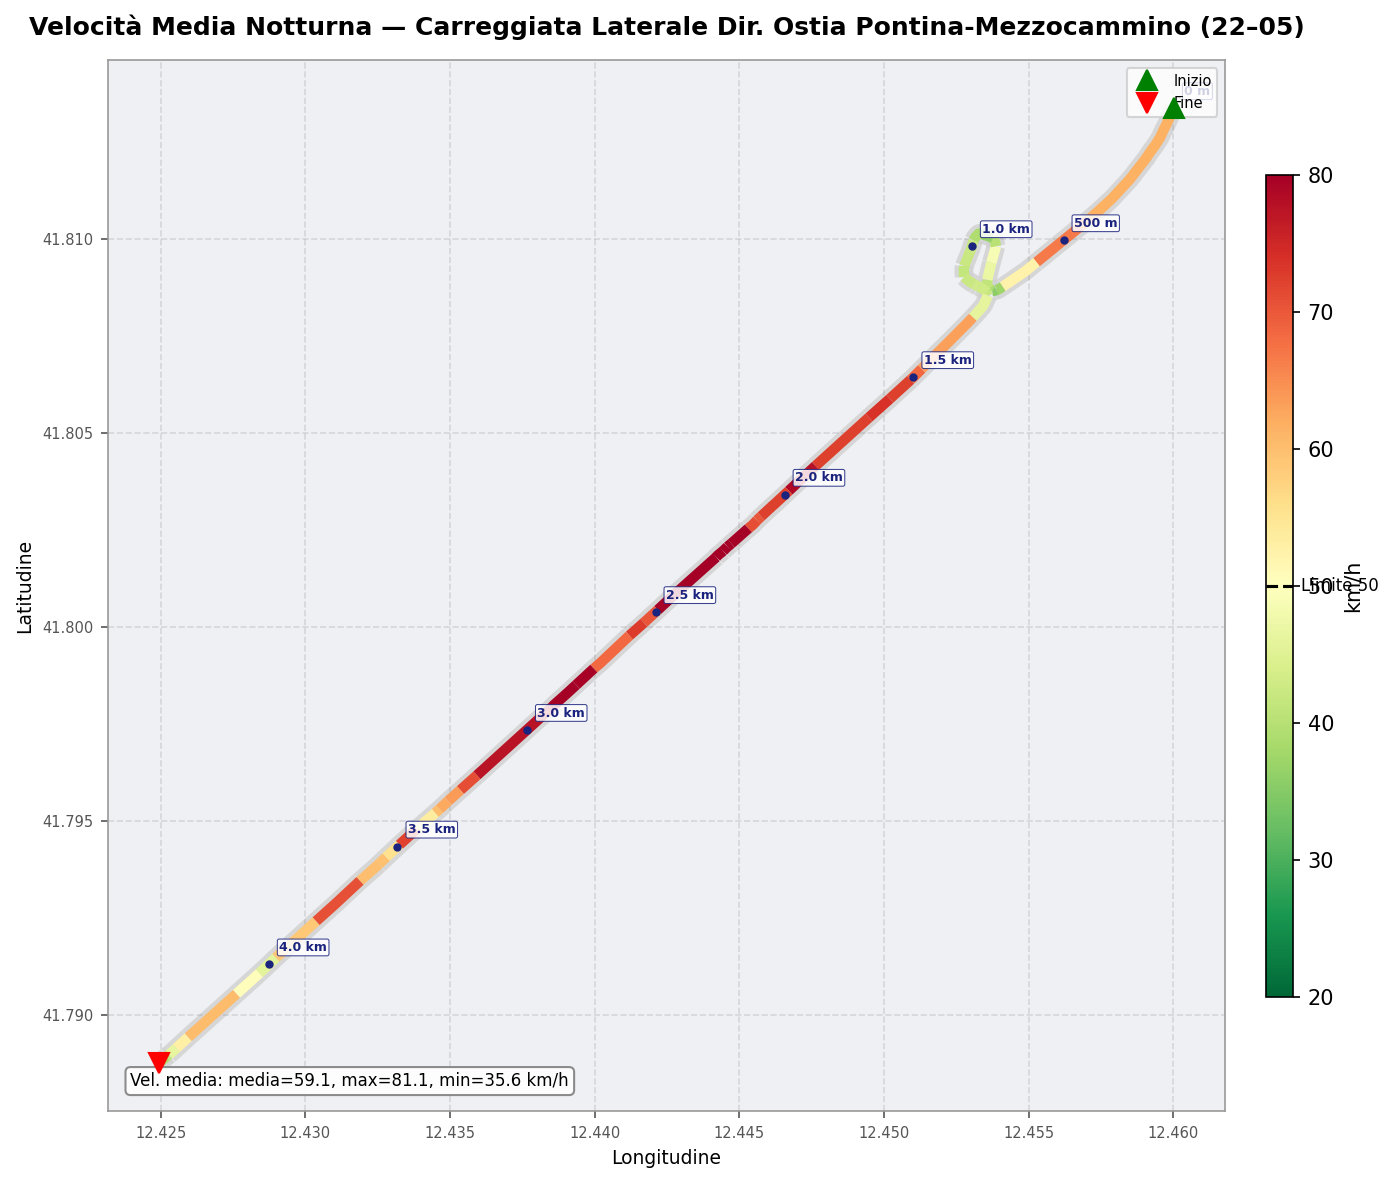 Velocità Media Notturna — Carreggiata Laterale Dir. Ostia Pontina-Mezzocammino (22–05)
Inizio
Fine
0 m
500 m
1.0 km
1.5 km
2.0 km
2.5 km
3.0 km
3.5 km
4.0 km
41.810
41.805
41.800
41.795
41.790
Latitudine
12.425
12.430
12.435
12.440
12.445
12.450
12.455
12.460
Longitudine
Vel. media: media=59.1, max=81.1, min=35.6 km/h
80
70
60
50
40
30
20
Limite 50
km/h